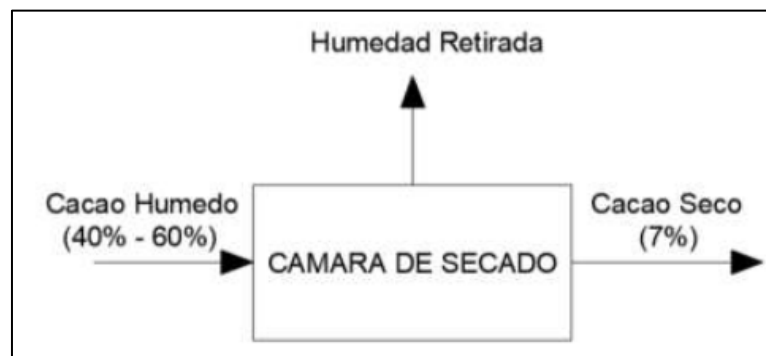 Humedad Retirada
Cacao Humedo
(40% - 60%)
CAMARA DE SECADO
Cacao Seco
(7%)